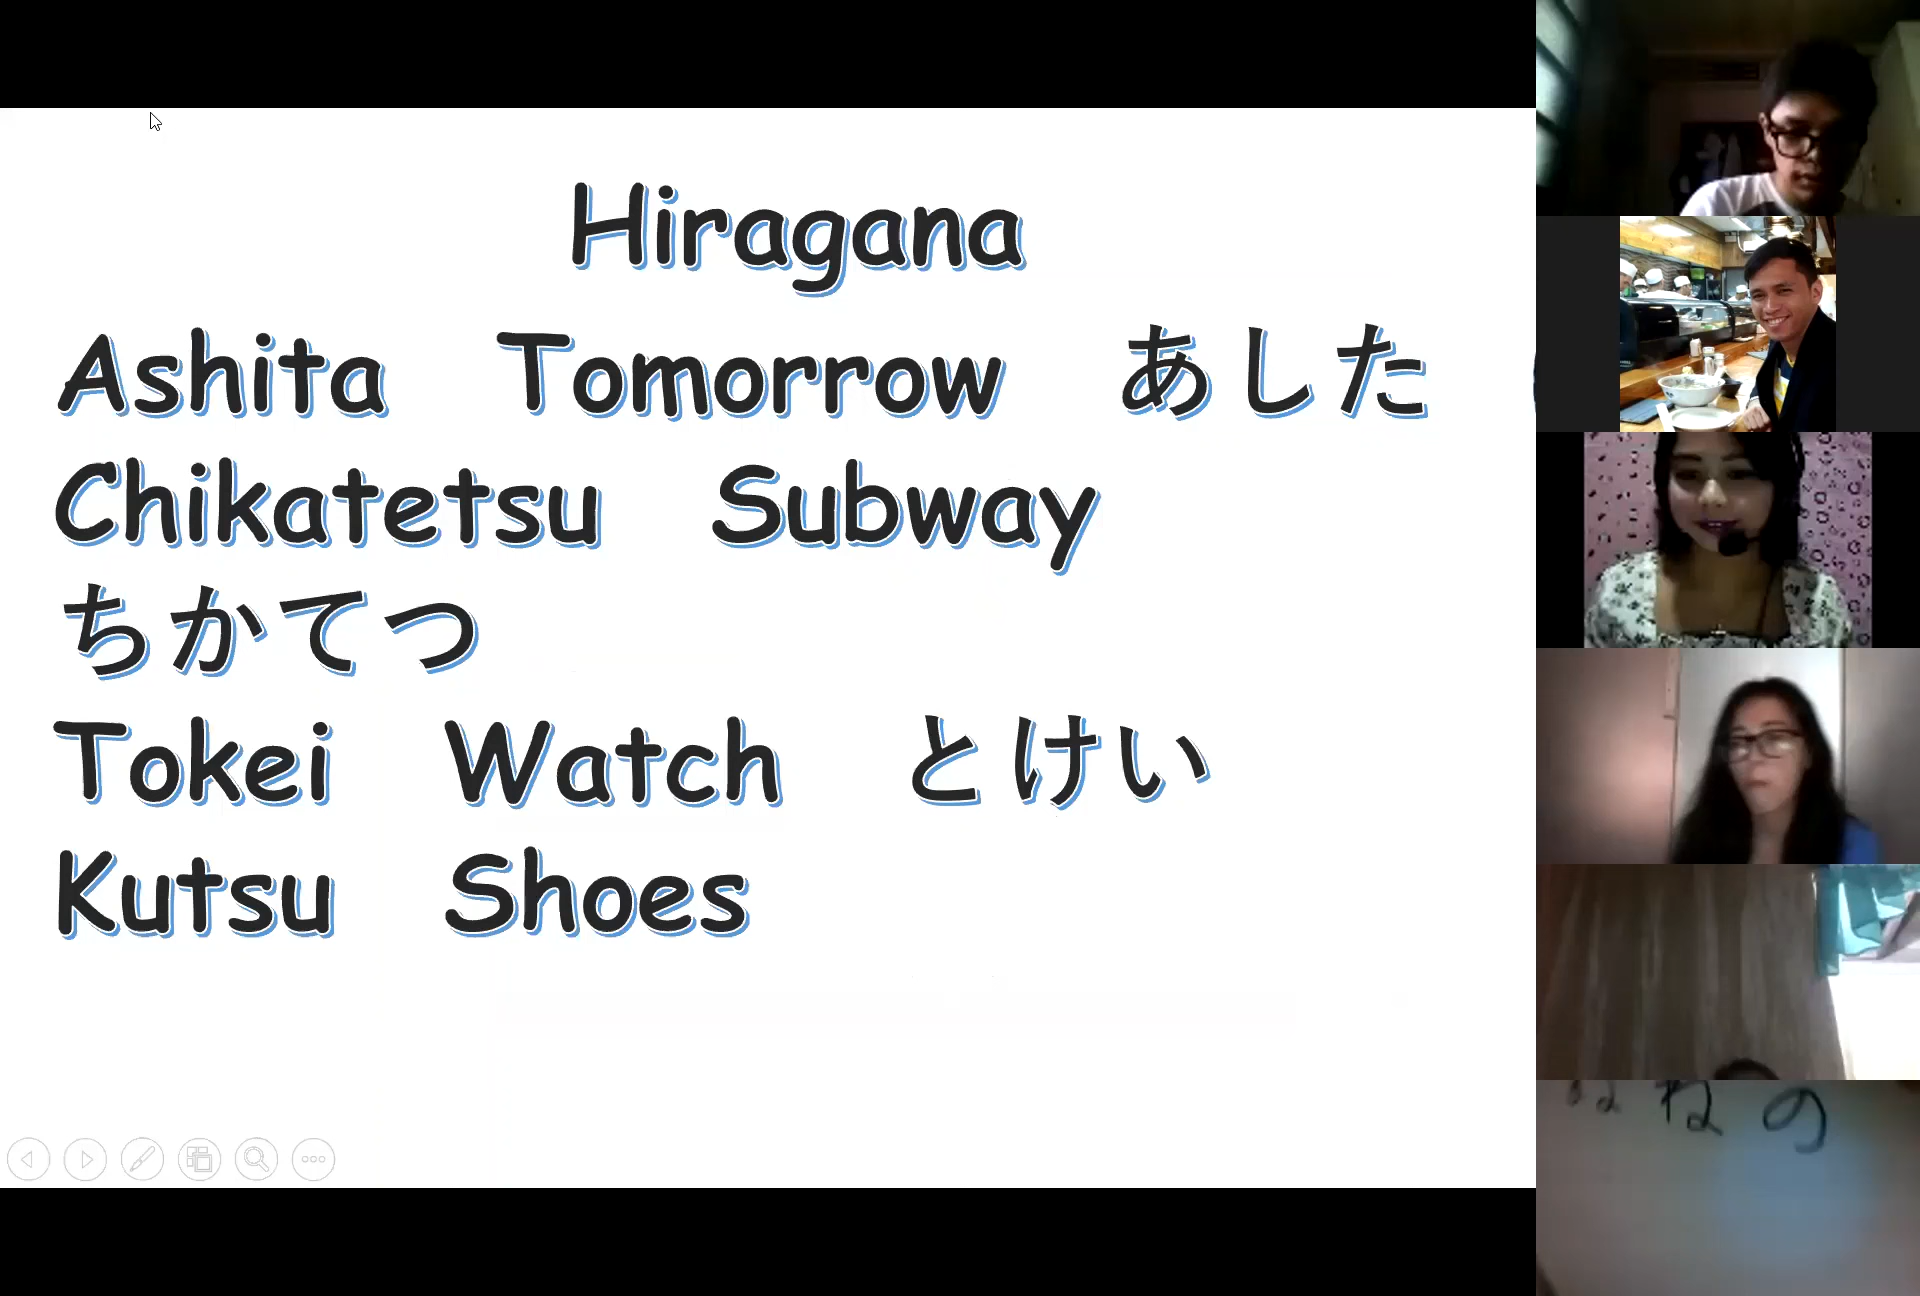 Hiragana
Ashita Tomorrow あした
Chikatetsu Subway
ちかてつ
Tokei Watch とけい
Kutsu Shoes
ね の